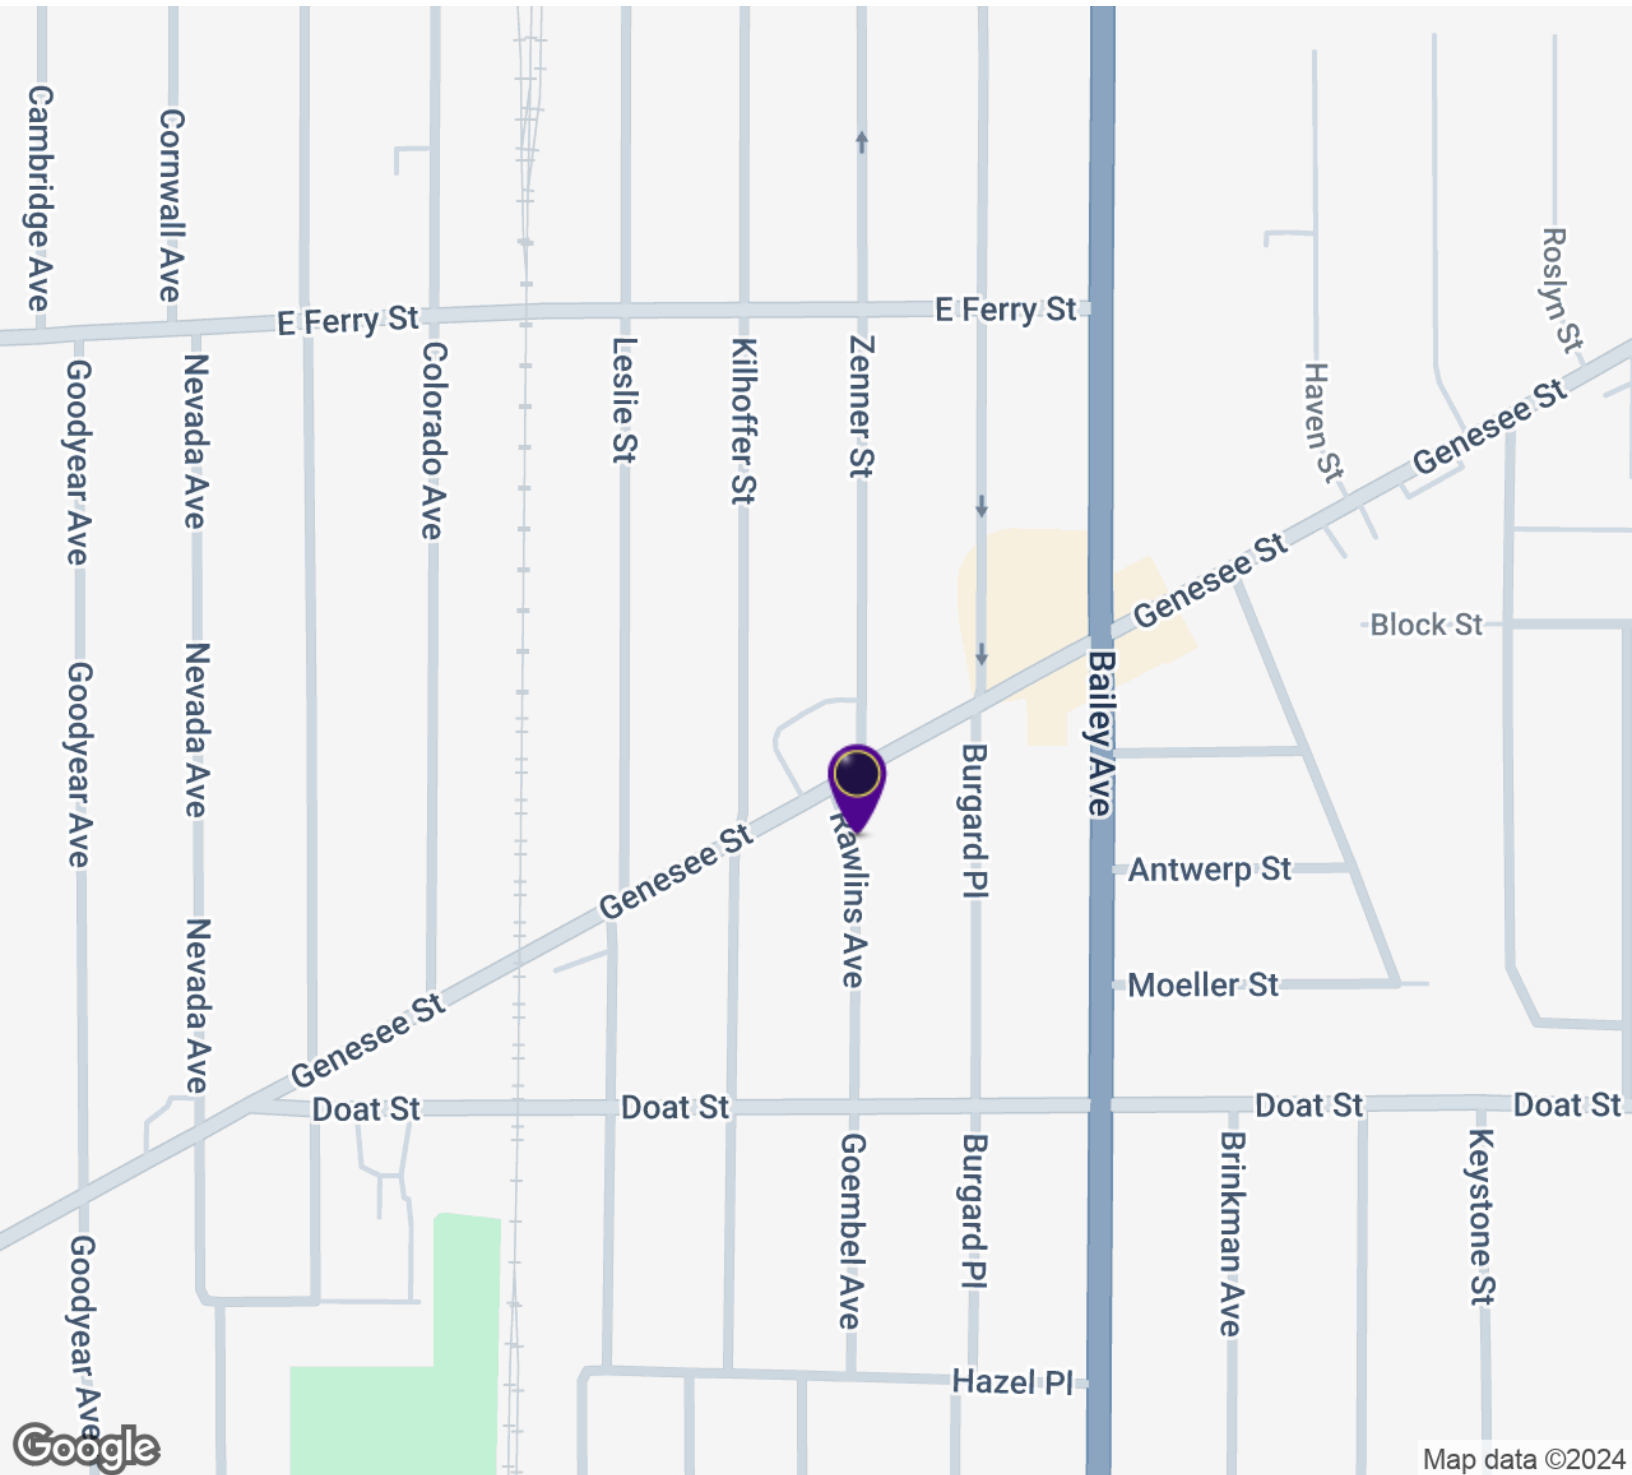 Cambridge Ave
Cornwall Ave
Roslyn St
E Ferry St
E Ferry St
Goodyear Ave
Nevada Ave
Colorado Ave
Leslie St
Kilhoffer St
Zenner St
Haven St
Genesee St
Genesee St
Block St
Goodyear Ave
Nevada Ave
Bailey Ave
Burgard Pl
Rawlins Ave
Genesee St
Antwerp St
Nevada Ave
Moeller St
Genesee St
Doat St
Doat St
Doat St
Doat St
Goembel Ave
Burgard Pl
Brinkman Ave
Keystone St
Goodyear Ave
Hazel Pl
Google
Map data ©2024